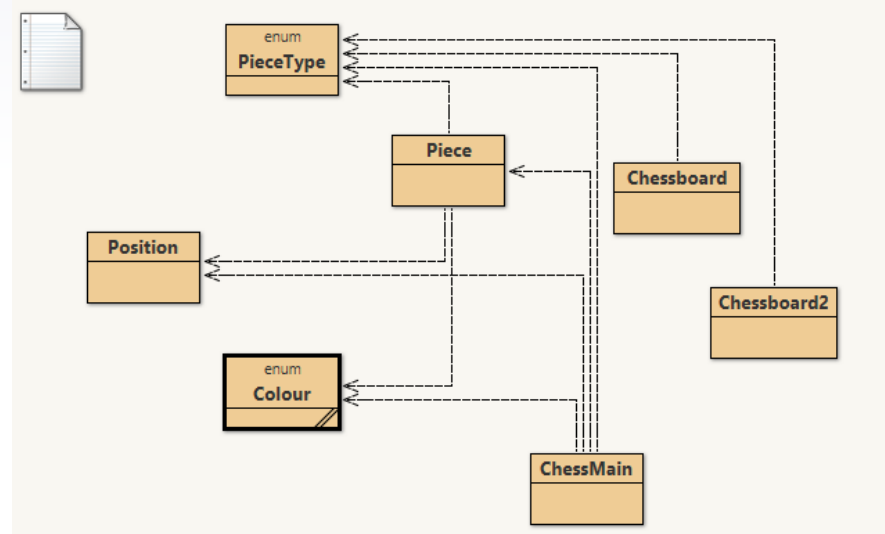 enum
PieceType
Piece
Chessboard
Position
Chessboard2
enum
Colour
ChessMain